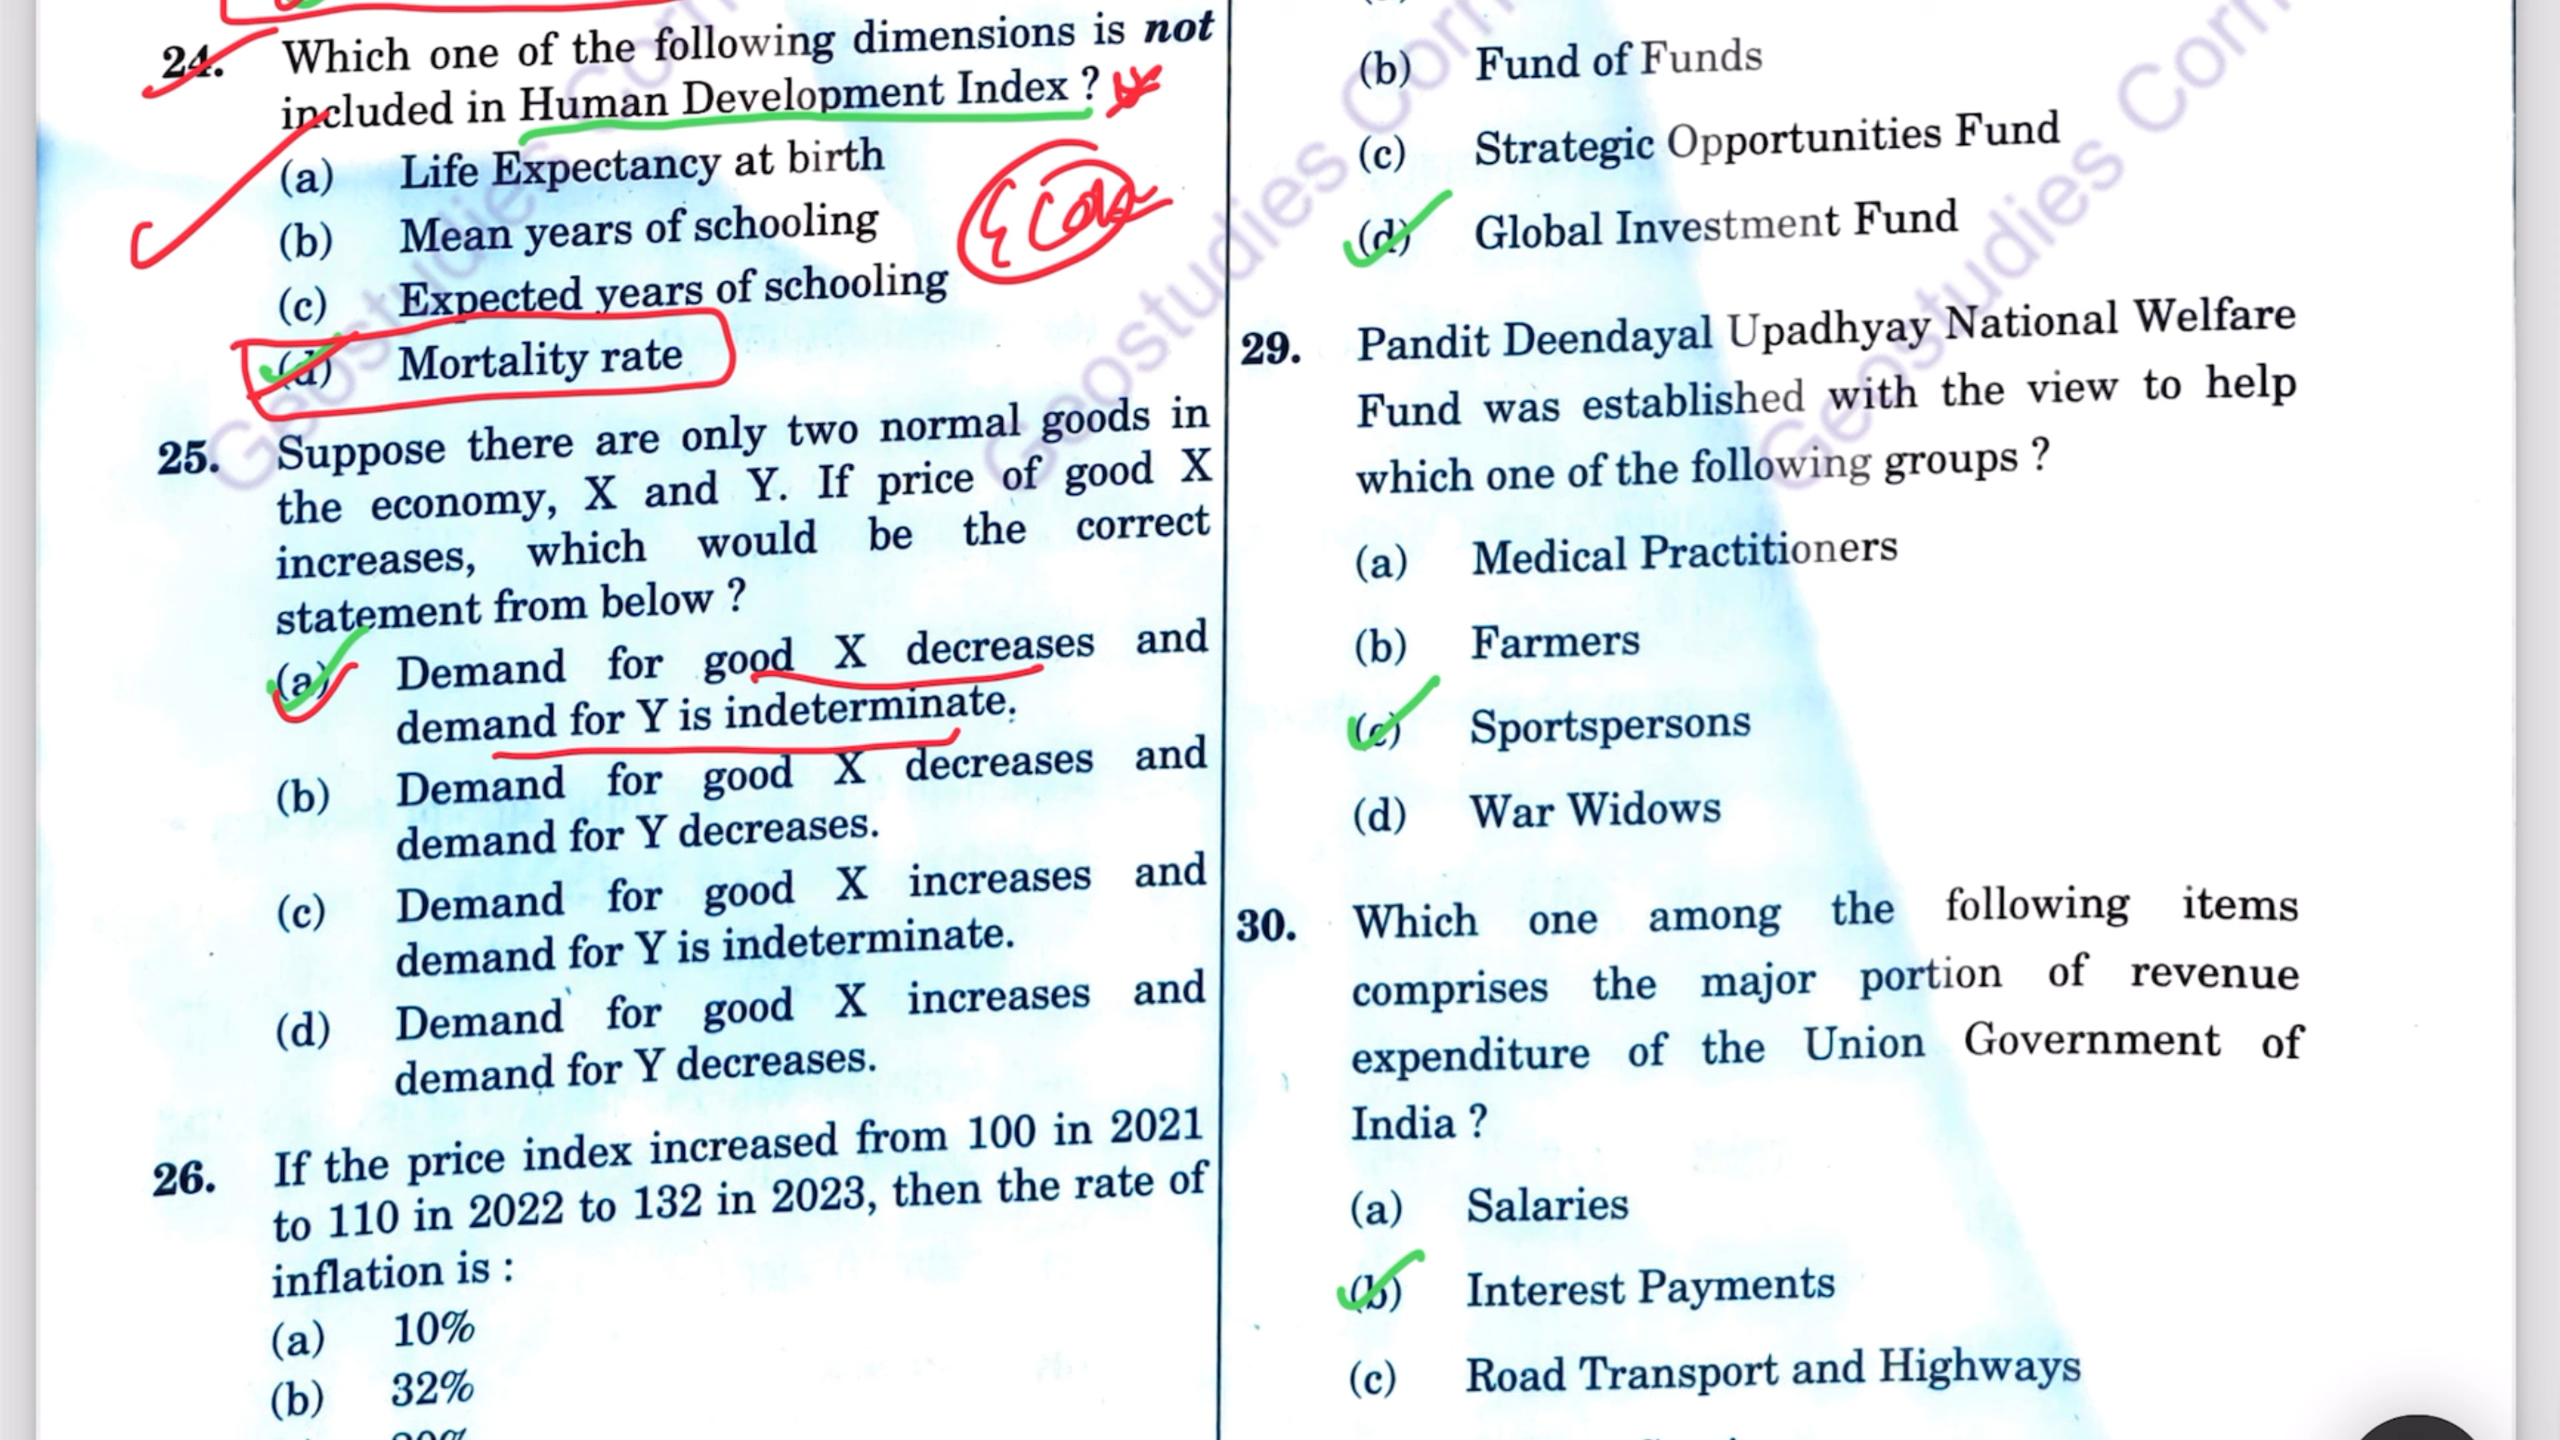 24. Which one of the following dimensions is not
included in Human Development Index ?
(a) Life Expectancy at birth
(b) Mean years of schooling
(c) Expected years of schooling
(d) Mortality rate
25. Suppose there are only two normal goods in
the economy, X and Y. If price of good X
increases, which would be the correct
statement from below ?
(a) Demand for good X decreases and
demand for Y is indeterminate.
(b) Demand for good X decreases and
demand for Y decreases.
(c) Demand for good X increases and
demand for Y is indeterminate.
(d) Demand for good X increases and
demand for Y decreases.
26. If the price index increased from 100 in 2021
to 110 in 2022 to 132 in 2023, then the rate of
inflation is :
(a) 10%
(b) 32%
(b) Fund of Funds
(c) Strategic Opportunities Fund
(d) Global Investment Fund
29. Pandit Deendayal Upadhyay National Welfare
Fund was established with the view to help
which one of the following groups ?
(a) Medical Practitioners
(b) Farmers
(c) Sportspersons
(d) War Widows
30. Which one among the following items
comprises the major portion of revenue
expenditure of the Union Government of
India ?
(a) Salaries
(b) Interest Payments
(c) Road Transport and Highways
Geostudies Corn
Geostudies Corn
Geostudies Corn